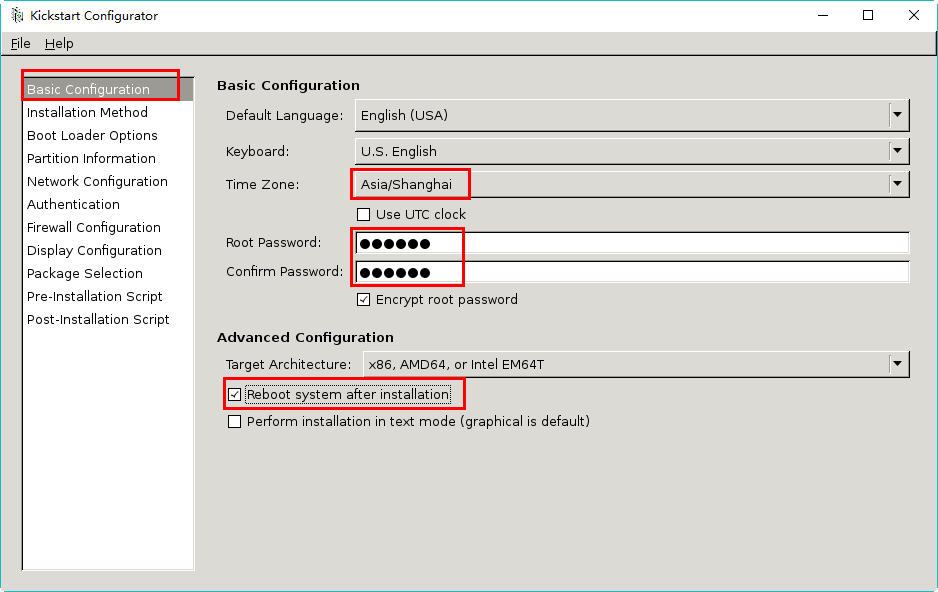 Kickstart Configurator
File Help
Basic Configuration
Installation Method
Boot Loader Options
Partition Information
Network Configuration
Authentication
Firewall Configuration
Display Configuration
Package Selection
Pre-Installation Script
Post-Installation Script
Basic Configuration
Default Language: English (USA)
Keyboard: U.S. English
Time Zone: Asia/Shanghai
Use UTC clock
Root Password: ●●●●●●
Confirm Password: ●●●●●●
Encrypt root password
Advanced Configuration
Target Architecture: x86, AMD64, or Intel EM64T
Reboot system after installation
Perform installation in text mode (graphical is default)